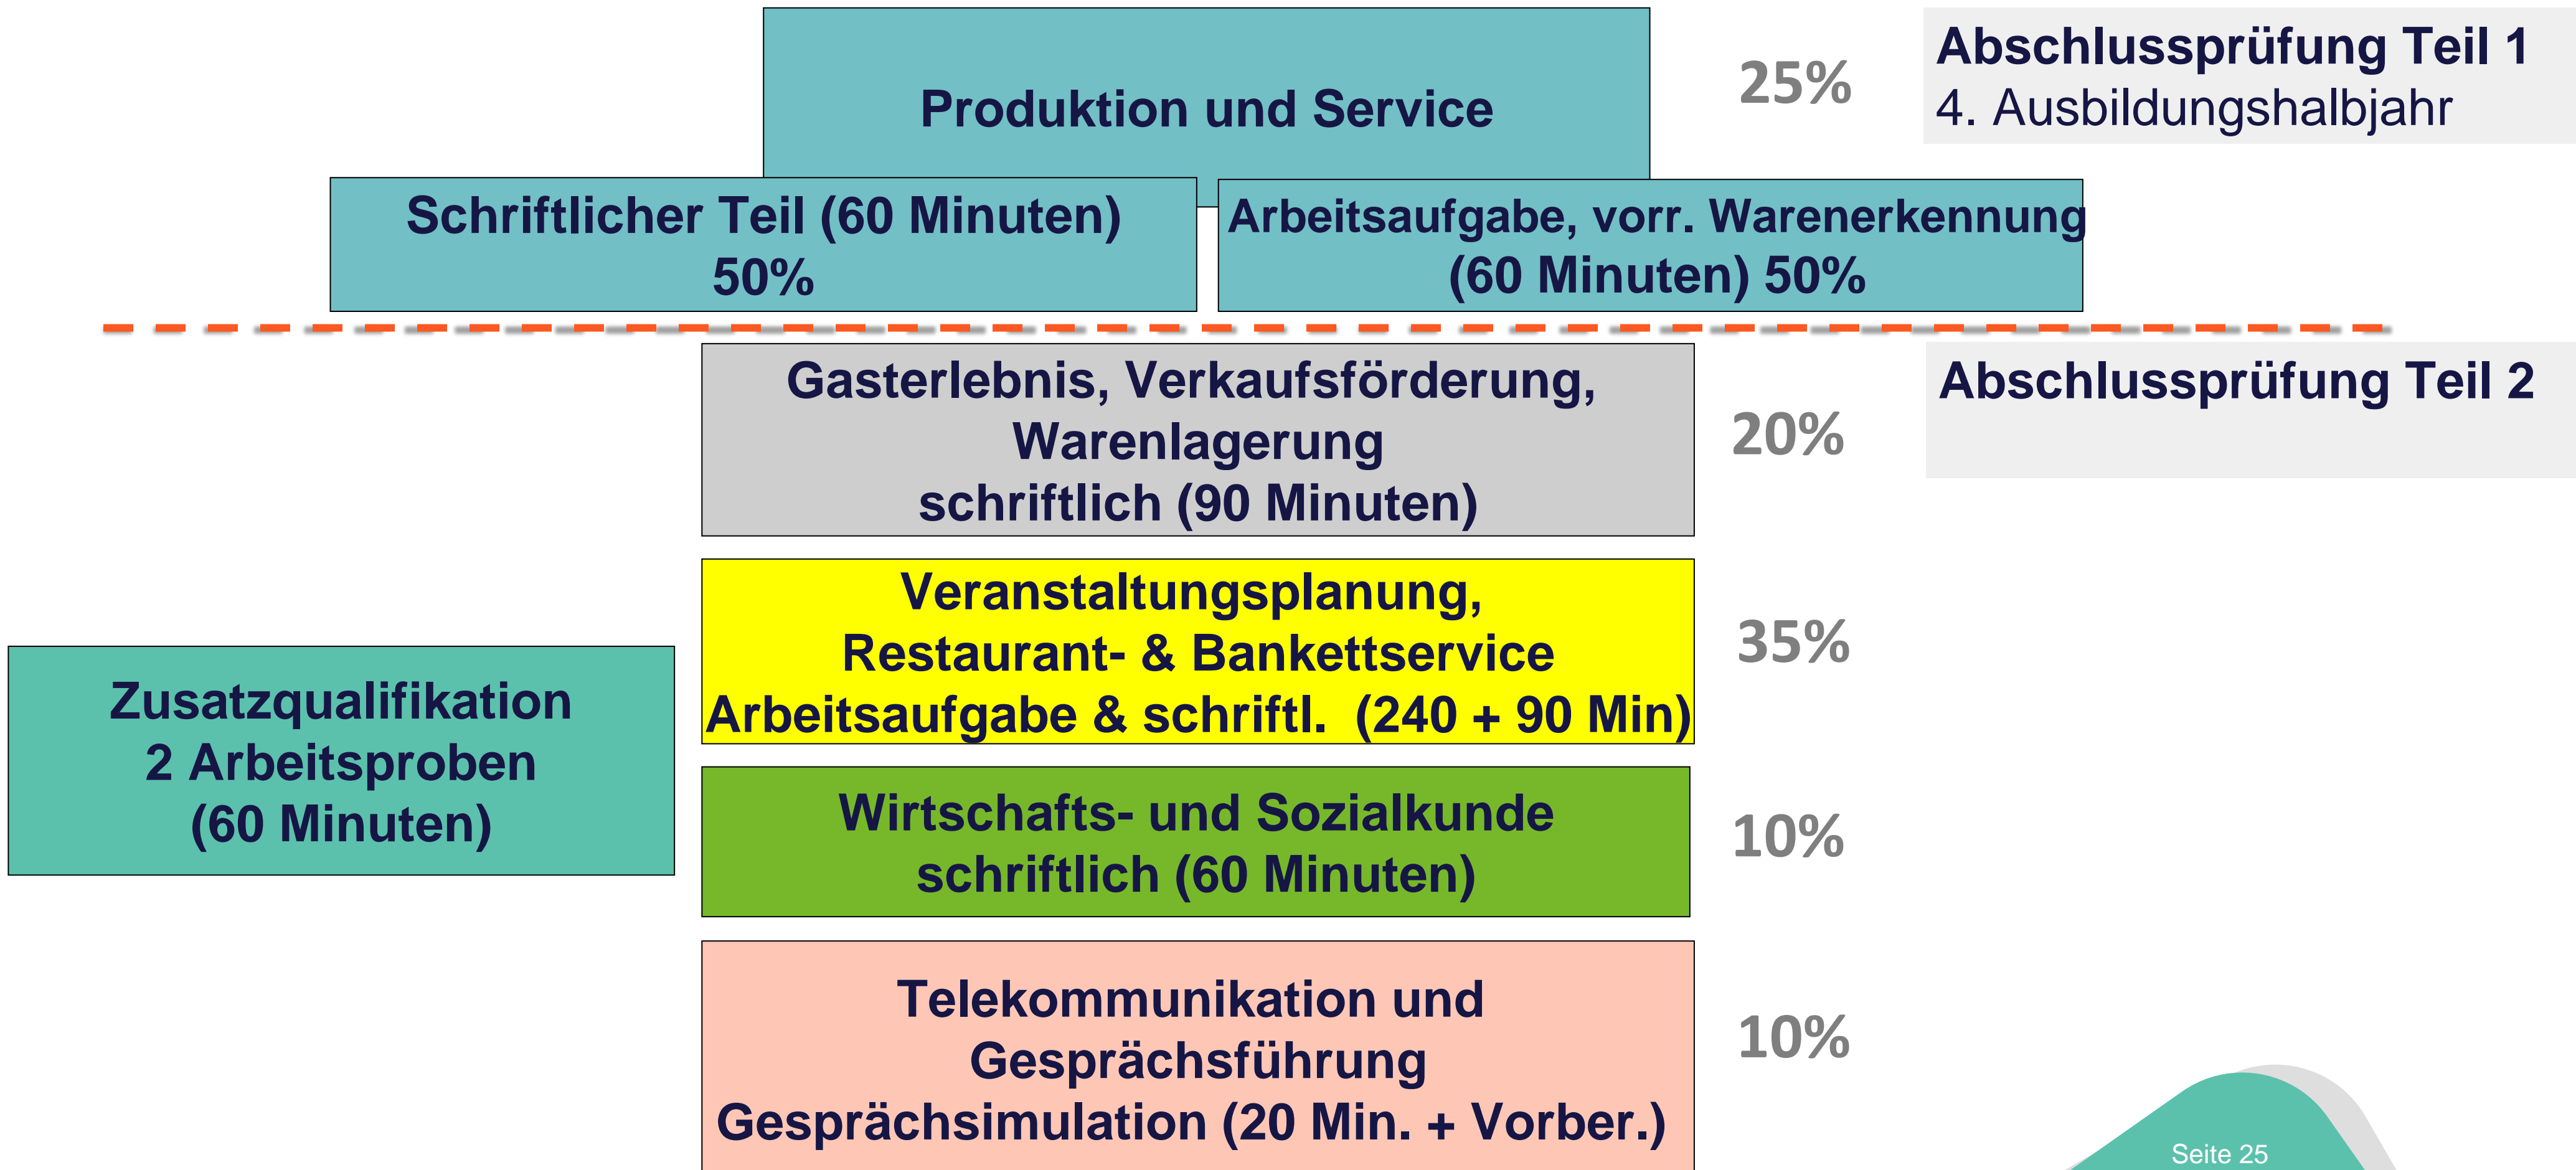 Produktion und Service
25%
Abschlussprüfung Teil 1
4. Ausbildungshalbjahr
Schriftlicher Teil (60 Minuten)
50%
Arbeitsaufgabe, vorr. Warenerkennung
(60 Minuten) 50%
Gasterlebnis, Verkaufsförderung,
Warenlagerung
schriftlich (90 Minuten)
20%
Abschlussprüfung Teil 2
Veranstaltungsplanung,
Restaurant- & Bankettservice
Arbeitsaufgabe & schriftl. (240 + 90 Min)
35%
Zusatzqualifikation
2 Arbeitsproben
(60 Minuten)
Wirtschafts- und Sozialkunde
schriftlich (60 Minuten)
10%
Telekommunikation und
Gesprächsführung
Gesprächsimulation (20 Min. + Vorber.)
10%
Seite 25